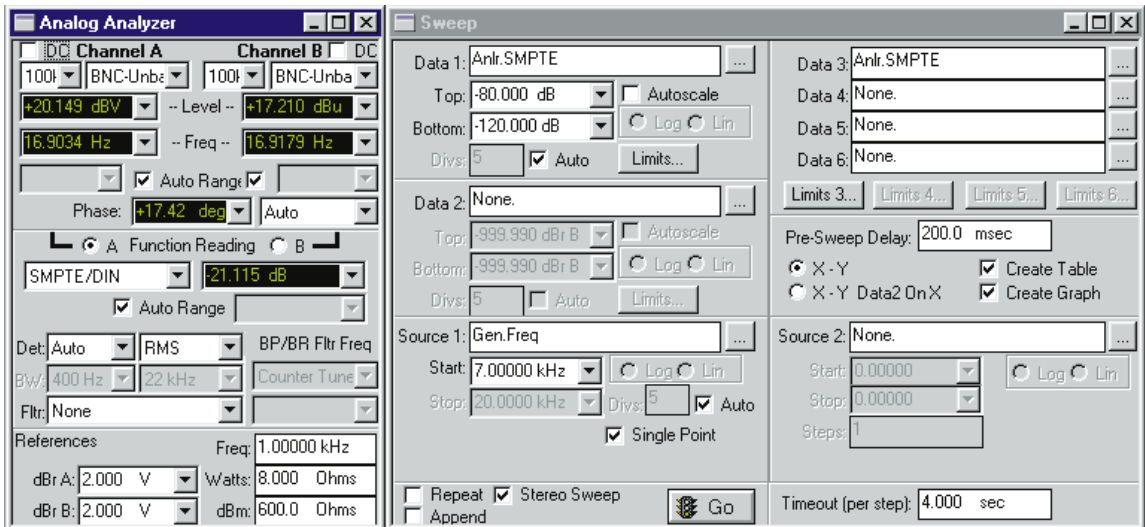 Analog Analyzer
DC Channel A Channel B DC
100k BNC-Unba 100k BNC-Unba
+20.149 dBV -- Level -- +17.210 dBu
16.9034 Hz -- Freq -- 16.9179 Hz
Auto Range
Phase: +17.42 deg Auto
A Function Reading B
SMPTE/DIN -21.115 dB
Auto Range
Det: Auto RMS BP/BR Fltr Freq
BW: 400 Hz 22 kHz Counter Tune
Fltr: None
References
Freq: 1.00000 kHz
dBr A: 2.000 V Watts: 8.000 Ohms
dBr B: 2.000 V dBm: 600.0 Ohms
Sweep
Data 1: Anlr.SMPTE ...
Top: -80.000 dB Autoscale
Bottom: -120.000 dB Log Lin
Divs: 5 Auto Limits...
Data 2: None. ...
Top: -999.990 dBr B Autoscale
Bottom: -999.990 dBr B Log Lin
Divs: 5 Auto Limits...
Source 1: Gen.Freq ...
Start: 7.00000 kHz Log Lin
Stop: 20.0000 kHz Divs: 5 Auto
Single Point
Repeat Stereo Sweep
Append
Go
Data 3: Anlr.SMPTE ...
Data 4: None. ...
Data 5: None. ...
Data 6: None. ...
Limits 3... Limits 4... Limits 5... Limits 6...
Pre-Sweep Delay: 200.0 msec
X - Y Create Table
X - Y Data2 On X Create Graph
Source 2: None. ...
Start: 0.00000 Log Lin
Stop: 0.00000
Steps: 1
Timeout (per step): 4.000 sec